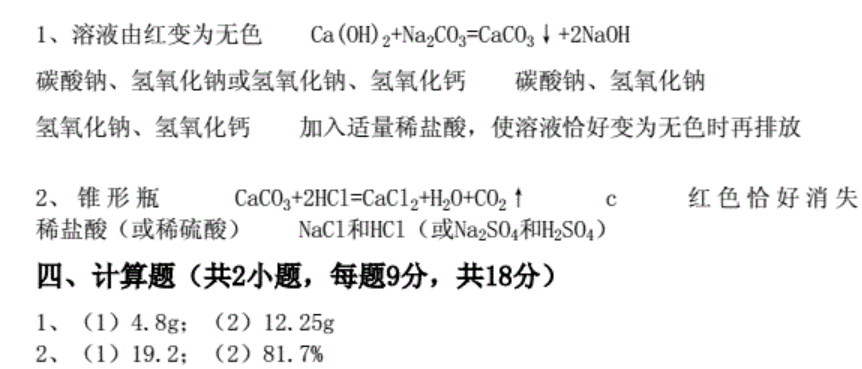 1、溶液由红变为无色 Ca(OH)₂+Na₂CO₃=CaCO₃↓+2NaOH
碳酸钠、氢氧化钠或氢氧化钠、氢氧化钙 碳酸钠、氢氧化钠
氢氧化钠、氢氧化钙 加入适量稀盐酸，使溶液恰好变为无色时再排放
2、锥形瓶 CaCO₃+2HCl=CaCl₂+H₂O+CO₂↑ c 红色恰好消失
稀盐酸（或稀硫酸） NaCl和HCl（或Na₂SO₄和H₂SO₄）
四、计算题（共2小题，每题9分，共18分）
1、（1）4.8g；（2）12.25g
2、（1）19.2；（2）81.7%